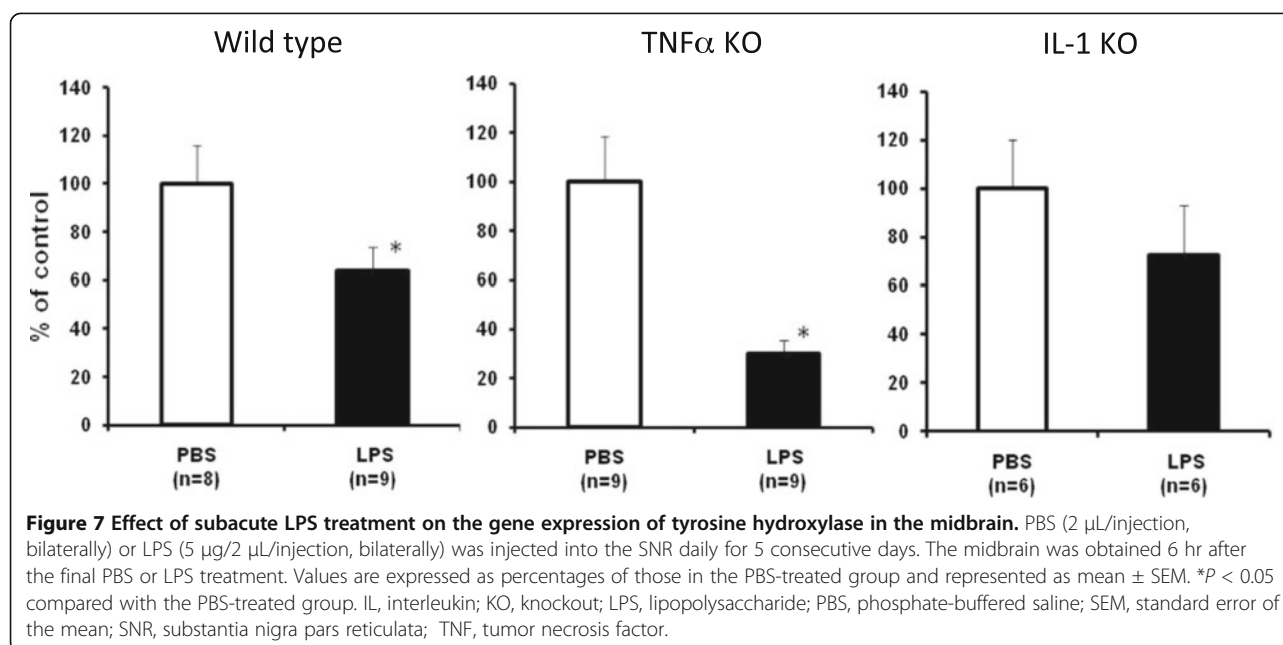 Wild type
TNFα KO
IL-1 KO
% of control
140
120
100
80
60
40
20
0
*
PBS
(n=8)
LPS
(n=9)
140
120
100
80
60
40
20
0
*
PBS
(n=9)
LPS
(n=9)
140
120
100
80
60
40
20
0
PBS
(n=6)
LPS
(n=6)
Figure 7 Effect of subacute LPS treatment on the gene expression of tyrosine hydroxylase in the midbrain. PBS (2 μL/injection,
bilaterally) or LPS (5 μg/2 μL/injection, bilaterally) was injected into the SNR daily for 5 consecutive days. The midbrain was obtained 6 hr after
the final PBS or LPS treatment. Values are expressed as percentages of those in the PBS-treated group and represented as mean ± SEM. *P < 0.05
compared with the PBS-treated group. IL, interleukin; KO, knockout; LPS, lipopolysaccharide; PBS, phosphate-buffered saline; SEM, standard error of
the mean; SNR, substantia nigra pars reticulata; TNF, tumor necrosis factor.